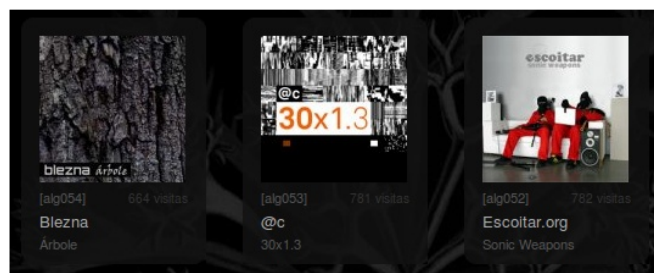 blezna árbole
[alg054] 664 visitas
Blezna
Árbole
@c
30x1.3
[alg053] 781 visitas
@c
30x1.3
escoitar
sonic weapons
[alg052] 782 visitas
Escoitar.org
Sonic Weapons